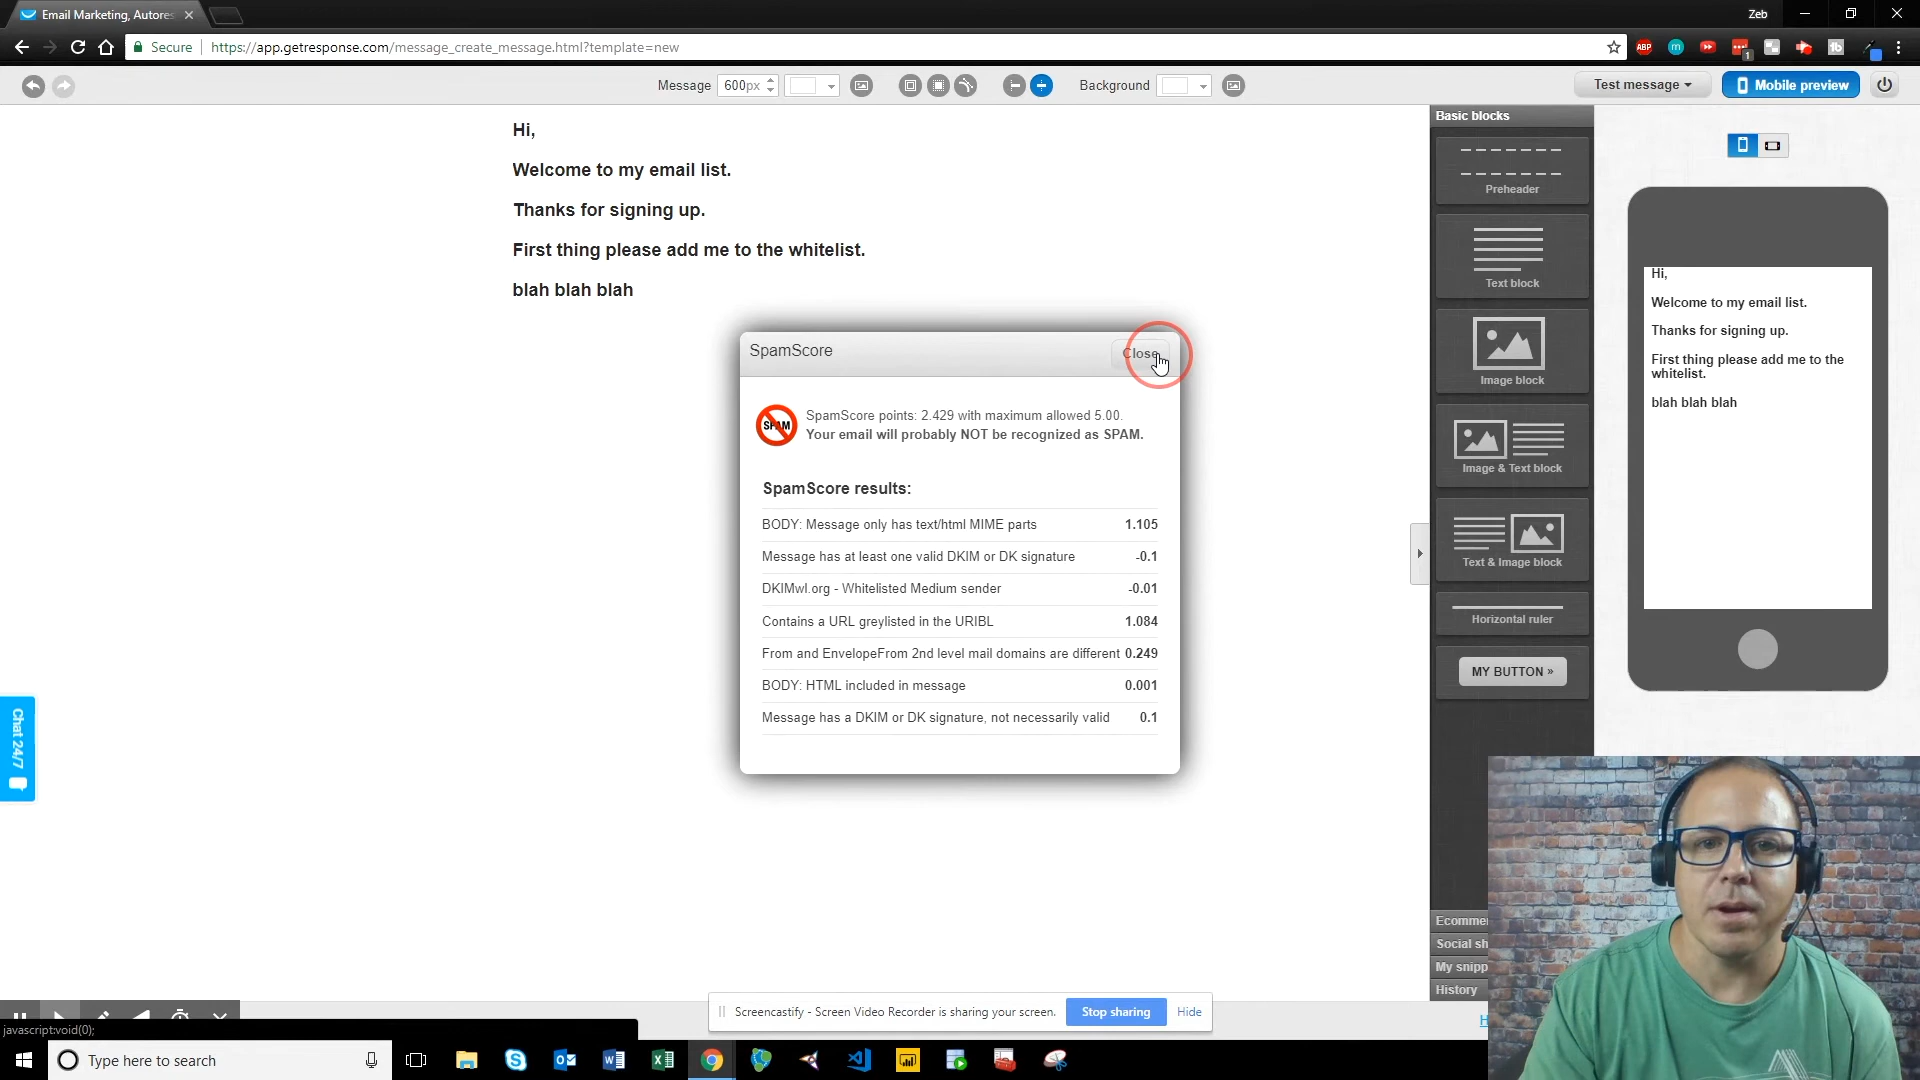 Email Marketing, Autores
Zeb
Secure
https://app.getresponse.com/message_create_message.html?template=new
ABP
m
1
Message
600px
Background
Test message
Mobile preview
Hi,
Welcome to my email list.
Thanks for signing up.
First thing please add me to the whitelist.
blah blah blah
SpamScore
Close
SPAM
SpamScore points: 2.429 with maximum allowed 5.00.
Your email will probably NOT be recognized as SPAM.
SpamScore results:
BODY: Message only has text/html MIME parts 1.105
Message has at least one valid DKIM or DK signature -0.1
DKIMwl.org - Whitelisted Medium sender -0.01
Contains a URL greylisted in the URIBL 1.084
From and EnvelopeFrom 2nd level mail domains are different 0.249
BODY: HTML included in message 0.001
Message has a DKIM or DK signature, not necessarily valid 0.1
Basic blocks
Preheader
Text block
Image block
Image & Text block
Text & Image block
Horizontal ruler
MY BUTTON »
Ecommer
Social sh
My snipp
History
Hi,
Welcome to my email list.
Thanks for signing up.
First thing please add me to the
whitelist.
blah blah blah
Chat 24/7
Screencastify - Screen Video Recorder is sharing your screen.
Stop sharing
Hide
H
javascript:void(0);
Type here to search